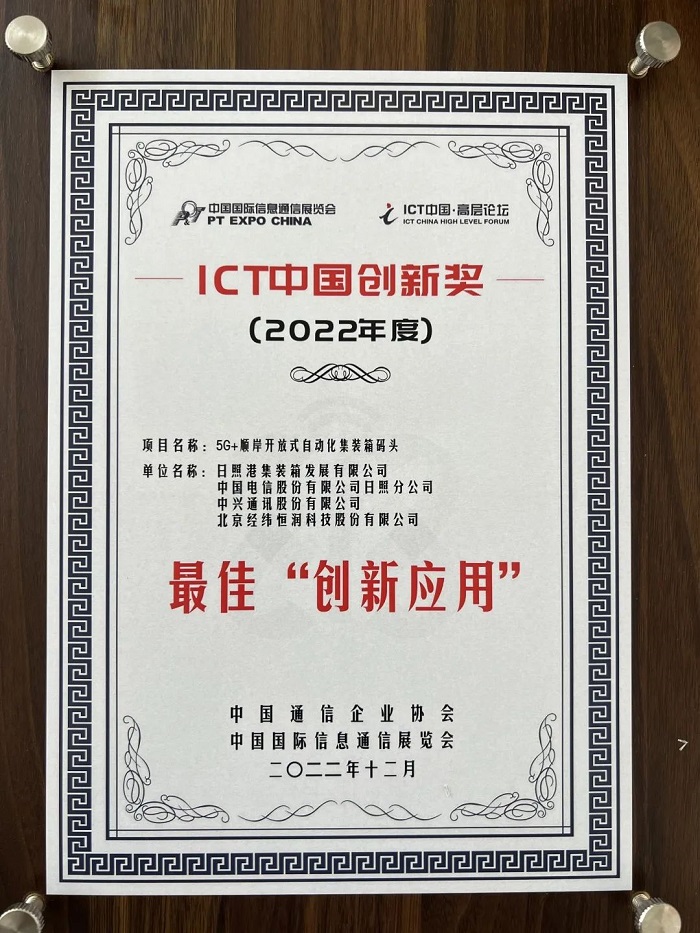 中国国际信息通信展览会
PT EXPO CHINA
ICT中国·高层论坛
ICT CHINA HIGH LEVEL FORUM
ICT中国创新奖
(2022年度)
项目名称：5G+顺岸开放式自动化集装箱码头
单位名称：日照港集装箱发展有限公司
中国电信股份有限公司日照分公司
中兴通讯股份有限公司
北京经纬恒润科技股份有限公司
最佳“创新应用”
中国通信企业协会
中国国际信息通信展览会
二〇二二年十二月